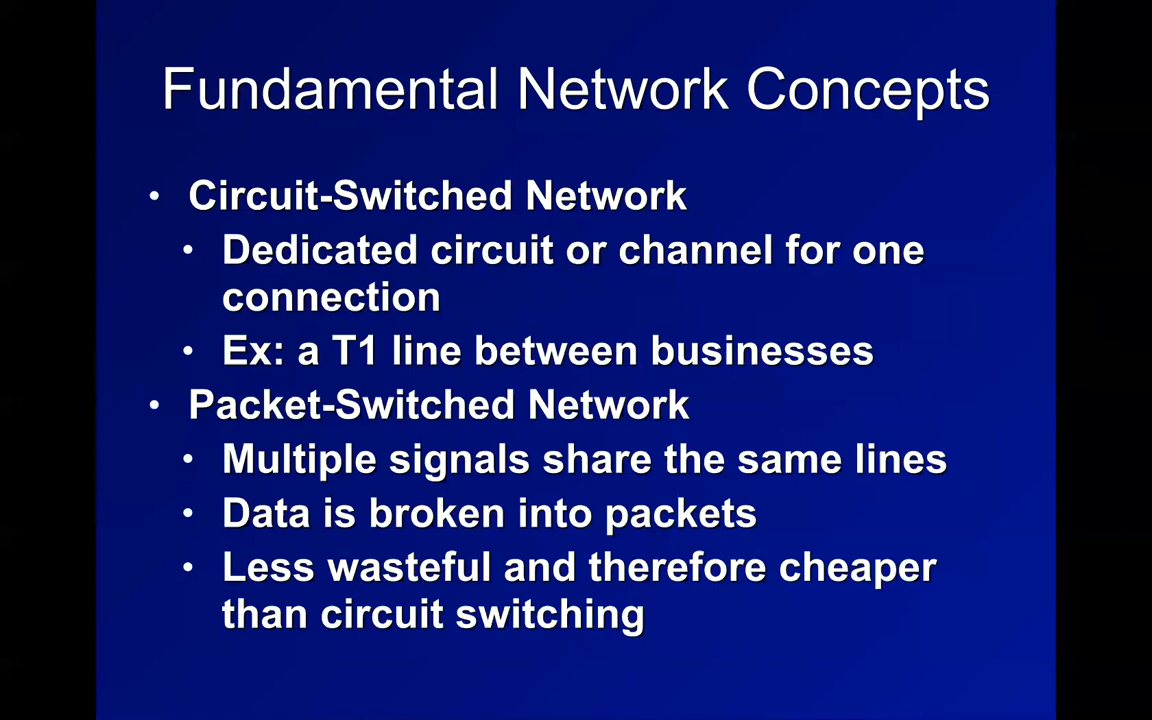 Fundamental Network Concepts
• Circuit-Switched Network
• Dedicated circuit or channel for one
connection
• Ex: a T1 line between businesses
• Packet-Switched Network
• Multiple signals share the same lines
• Data is broken into packets
• Less wasteful and therefore cheaper
than circuit switching